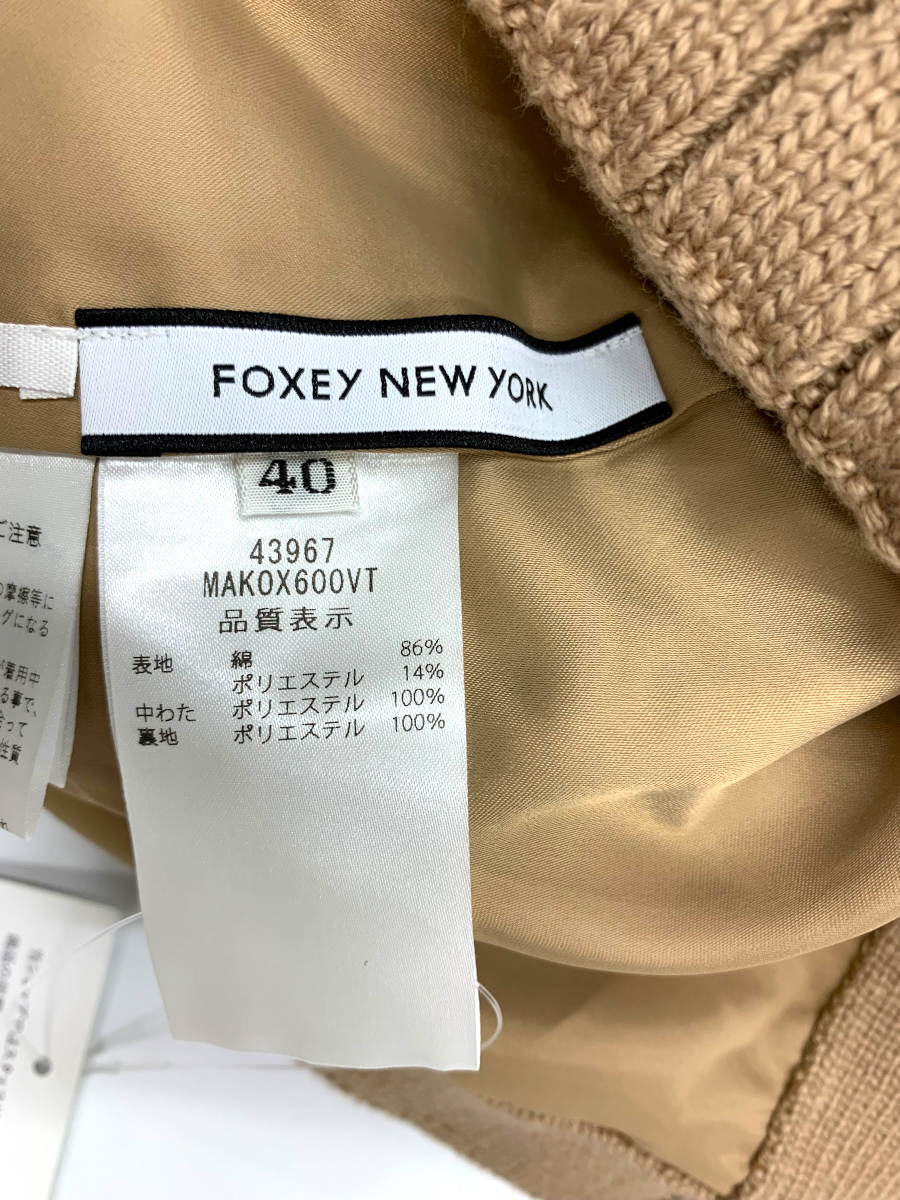 FOXEY NEW YORK
40
43967
MAKOX600VT
品質表示
表地 綿 86%
ポリエステル 14%
中わた ポリエステル 100%
裏地 ポリエステル 100%
ご注意
摩擦等に
グになる
着用中
る事で、
合って
性質